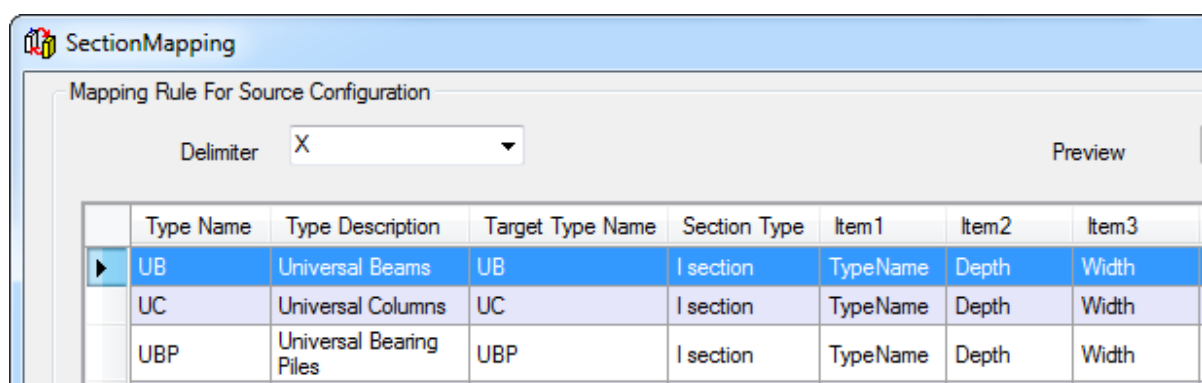 SectionMapping
Mapping Rule For Source Configuration
Delimiter X Preview
Type Name Type Description Target Type Name Section Type Item1 Item2 Item3
UB Universal Beams UB I section TypeName Depth Width
UC Universal Columns UC I section TypeName Depth Width
UBP Universal Bearing Piles UBP I section TypeName Depth Width